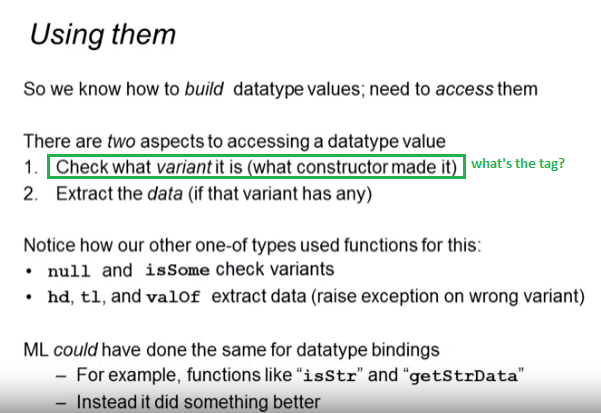 Using them
So we know how to build datatype values; need to access them
There are two aspects to accessing a datatype value
1. Check what variant it is (what constructor made it) what's the tag?
2. Extract the data (if that variant has any)
Notice how our other one-of types used functions for this:
• null and isSome check variants
• hd, tl, and valOf extract data (raise exception on wrong variant)
ML could have done the same for datatype bindings
– For example, functions like “isStr” and “getStrData”
– Instead it did something better